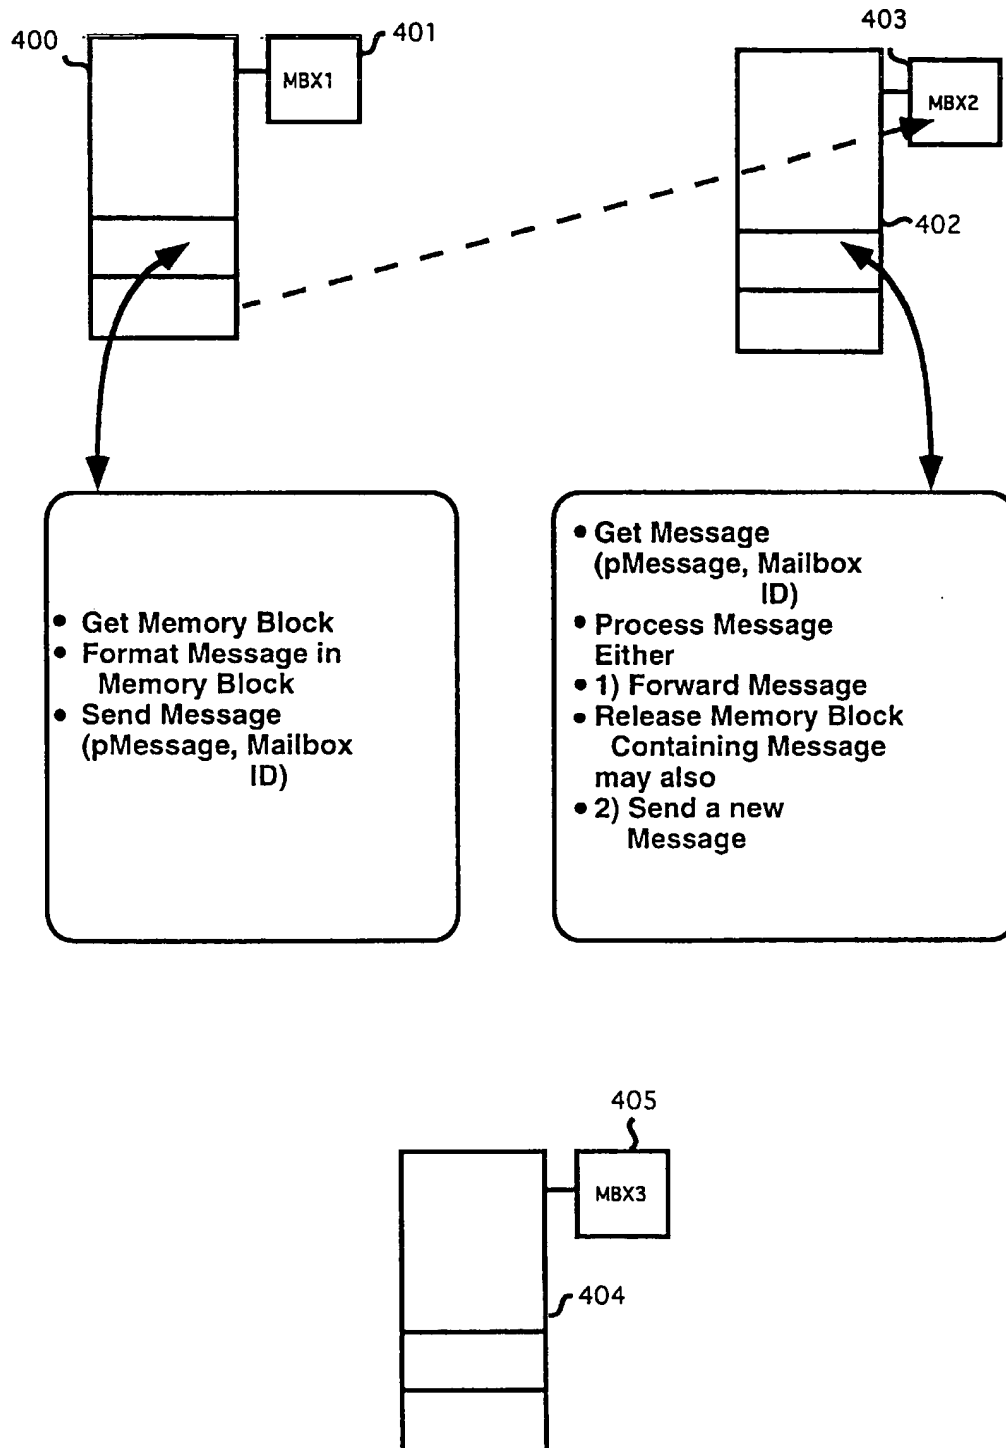 400
MBX1
401
403
MBX2
402
• Get Memory Block
• Format Message in
Memory Block
• Send Message
(pMessage, Mailbox
ID)
• Get Message
(pMessage, Mailbox
ID)
• Process Message
Either
• 1) Forward Message
• Release Memory Block
Containing Message
may also
• 2) Send a new
Message
405
MBX3
404